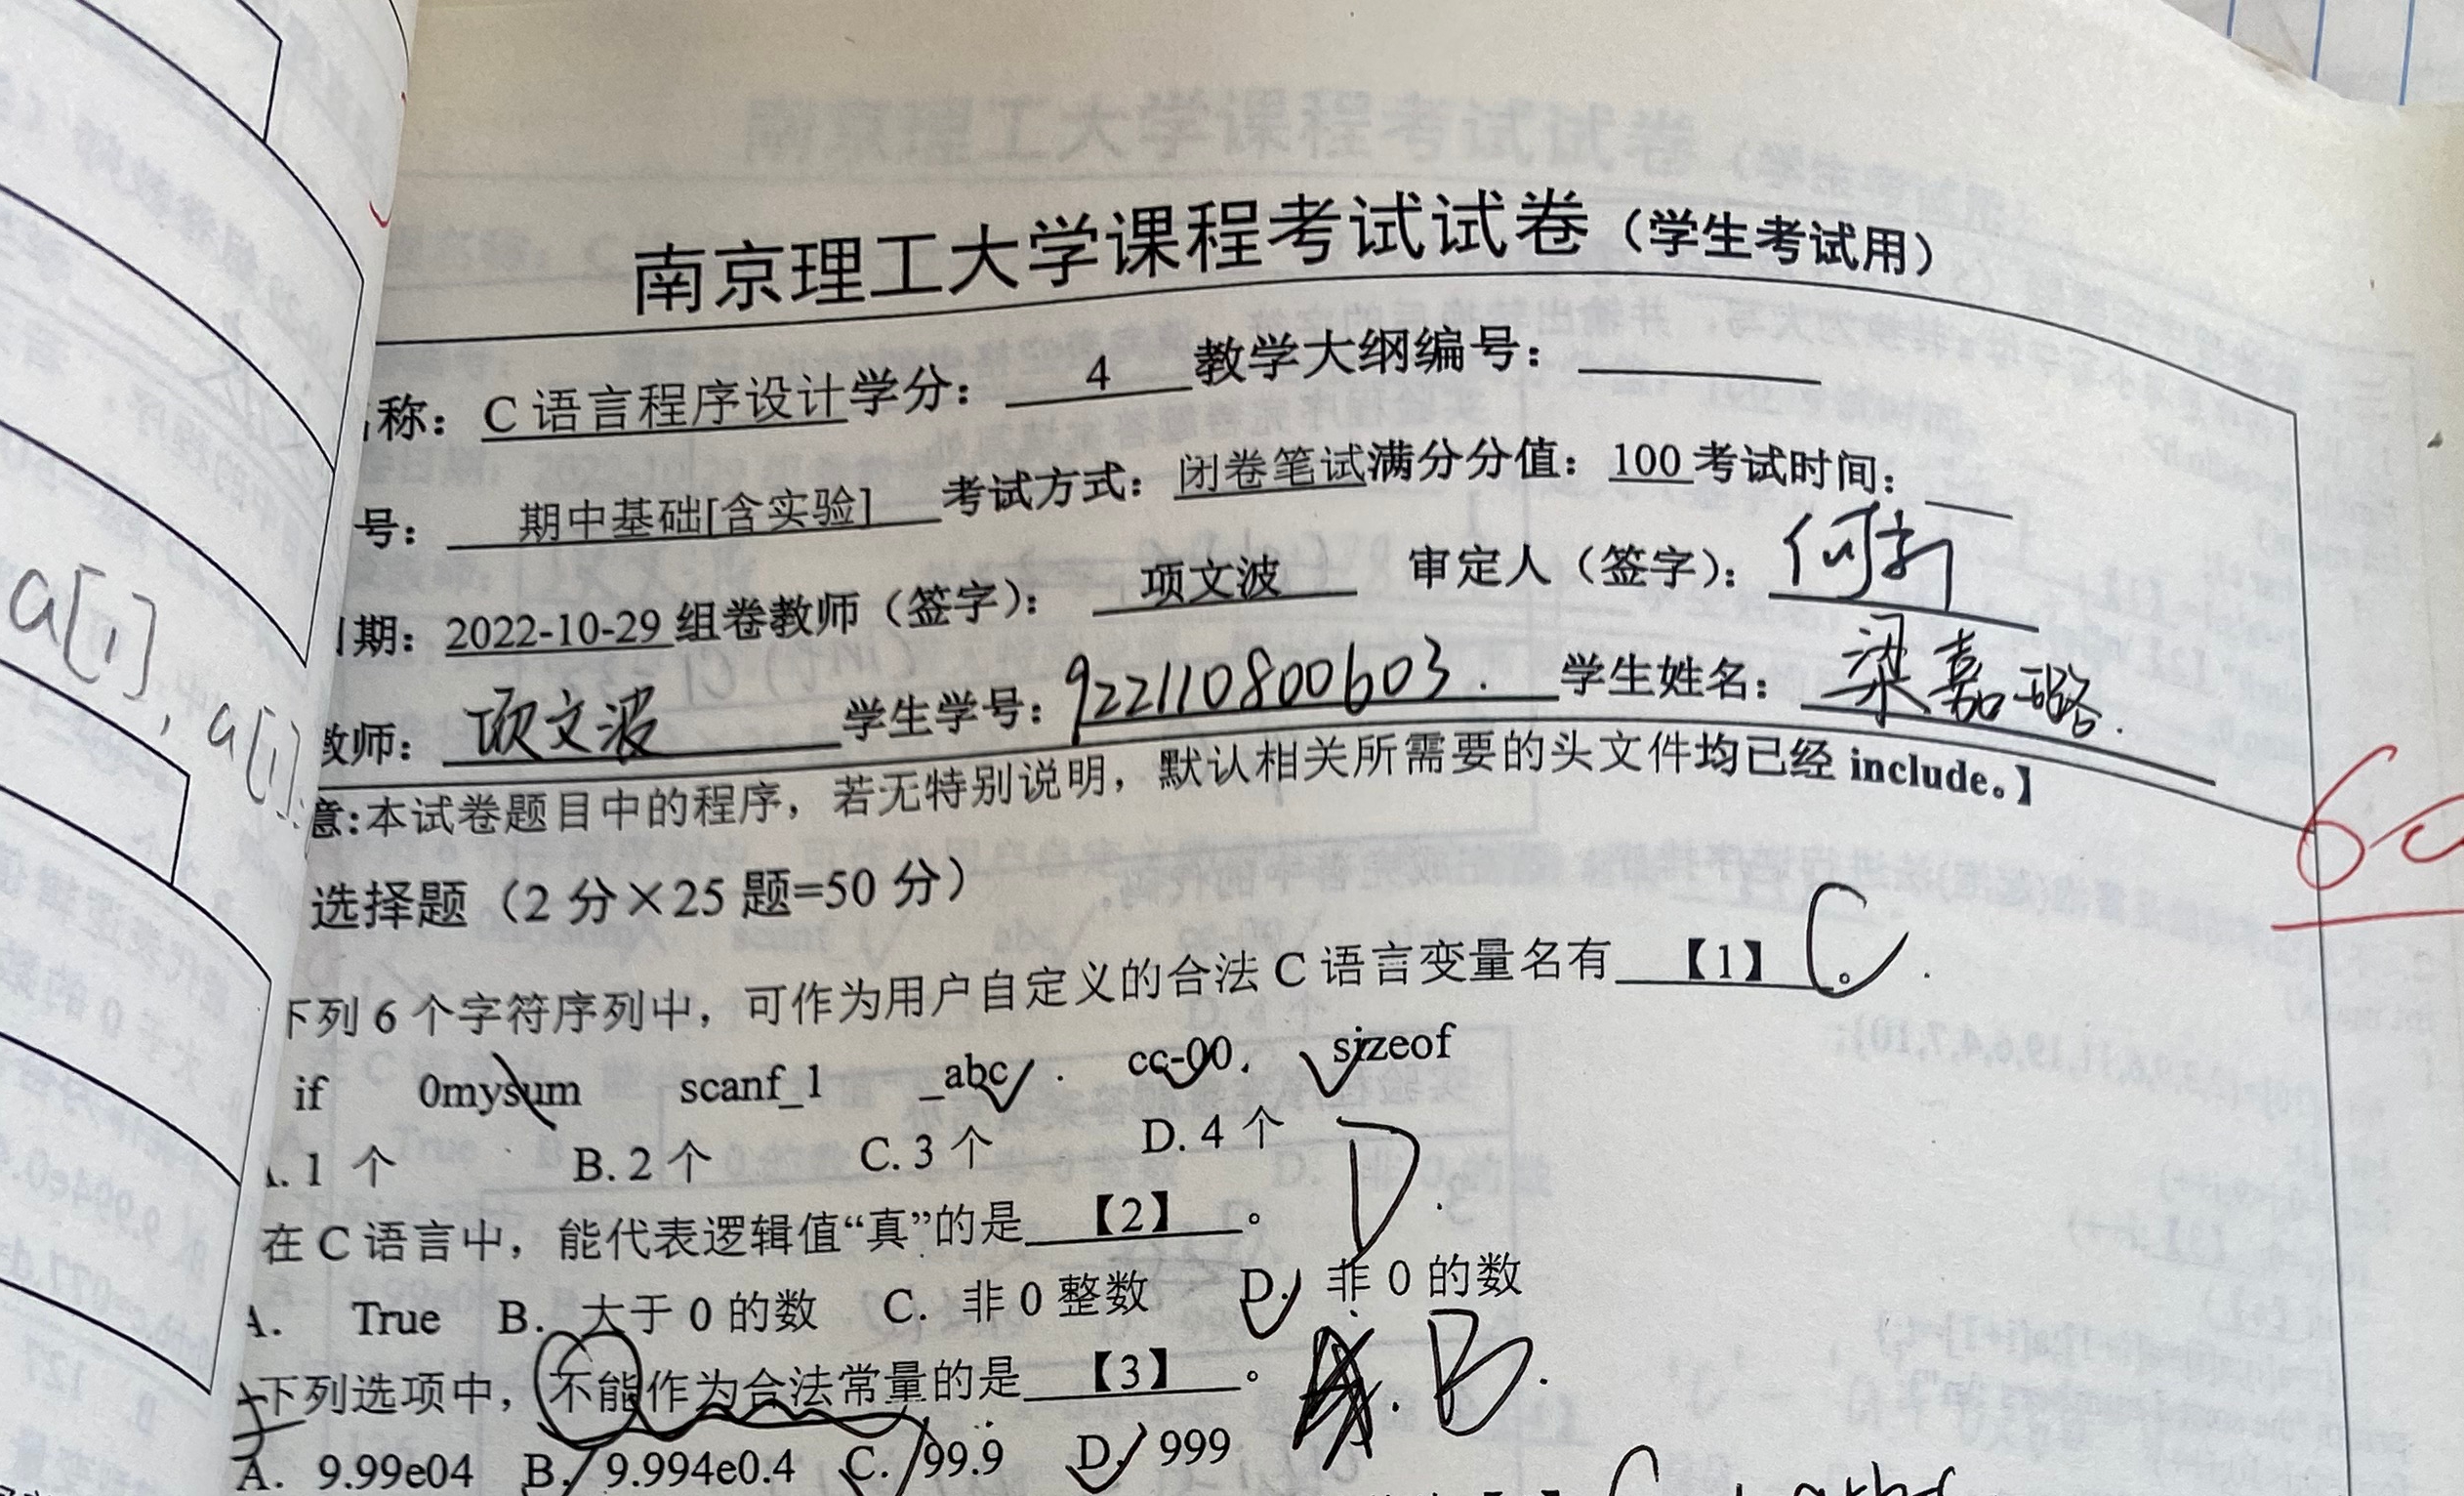 南京理工大学课程考试试卷（学生考试用）
称：C 语言程序设计学分： 4 教学大纲编号：
号： 期中基础[含实验] 考试方式：闭卷笔试满分分值：100 考试时间：
期：2022-10-29 组卷教师（签字）： 项文波 审定人（签字）：何新
教师： 项文波 学生学号：922110800603. 学生姓名： 梁嘉璐.
a[i], a[i]
意:本试卷题目中的程序，若无特别说明，默认相关所需要的头文件均已经 include。】
选择题（2 分×25 题=50 分）
下列 6 个字符序列中，可作为用户自定义的合法 C 语言变量名有 【1】 。 C
if 0mysum scanf_1 _abc cc-00. sizeof
. 1 个 B. 2 个 C. 3 个 D. 4 个
在 C 语言中，能代表逻辑值“真”的是 【2】 。 D.
A. True B. 大于 0 的数 C. 非 0 整数 D. 非 0 的数
下列选项中，不能作为合法常量的是 【3】 。 B.
A. 9.99e04 B. 9.994e0.4 C. 99.9 D. 999